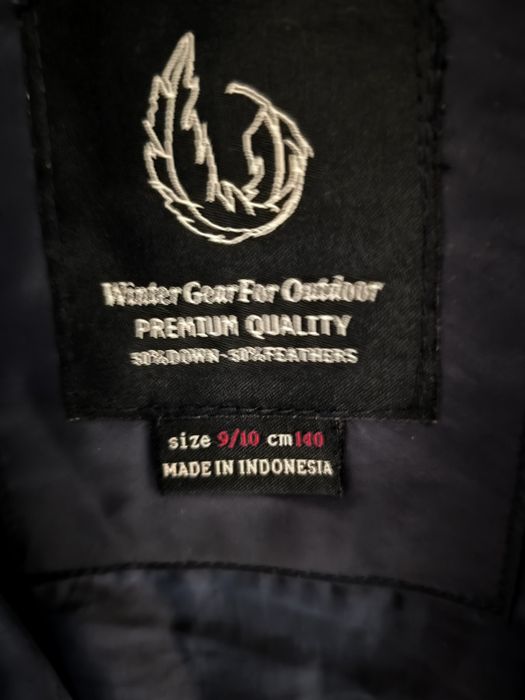 Winter Gear For Outdoor
PREMIUM QUALITY
50%DOWN-50%FEATHERS
size 9/10 cm140
MADE IN INDONESIA